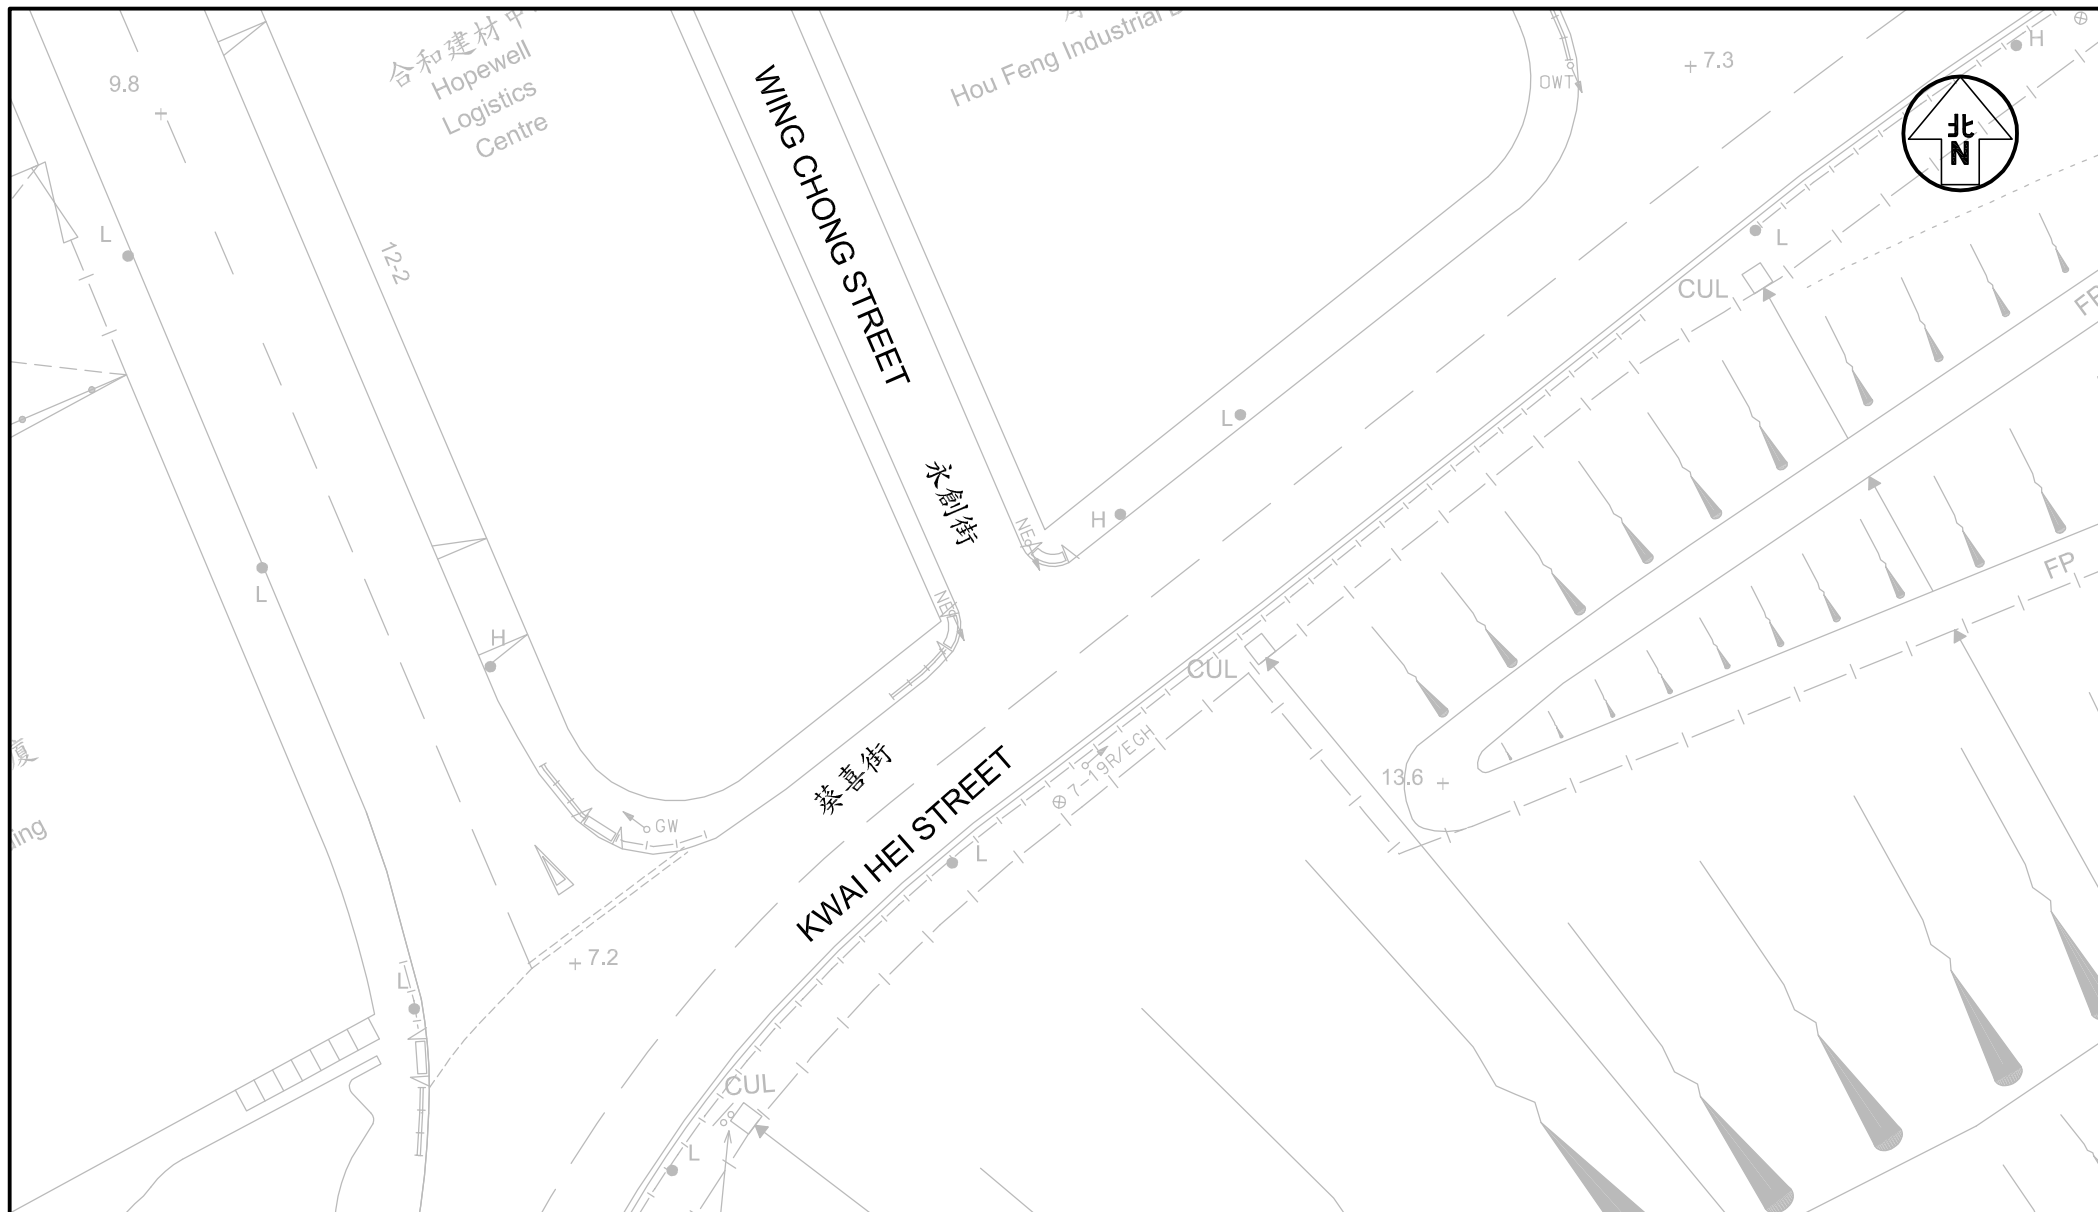 合和建材中
Hopewell
Logistics
Centre
Hou Feng Industrial
9.8
7.3
OWT
H
北
N
L
12-2
L
CUL
FP
WING CHONG STREET
永創街
L
H
NE
NE
L
H
FP
CUL
7-19R/EGH
13.6
廈
ing
GW
葵喜街
KWAI HEI STREET
L
7.2
L
CUL
L